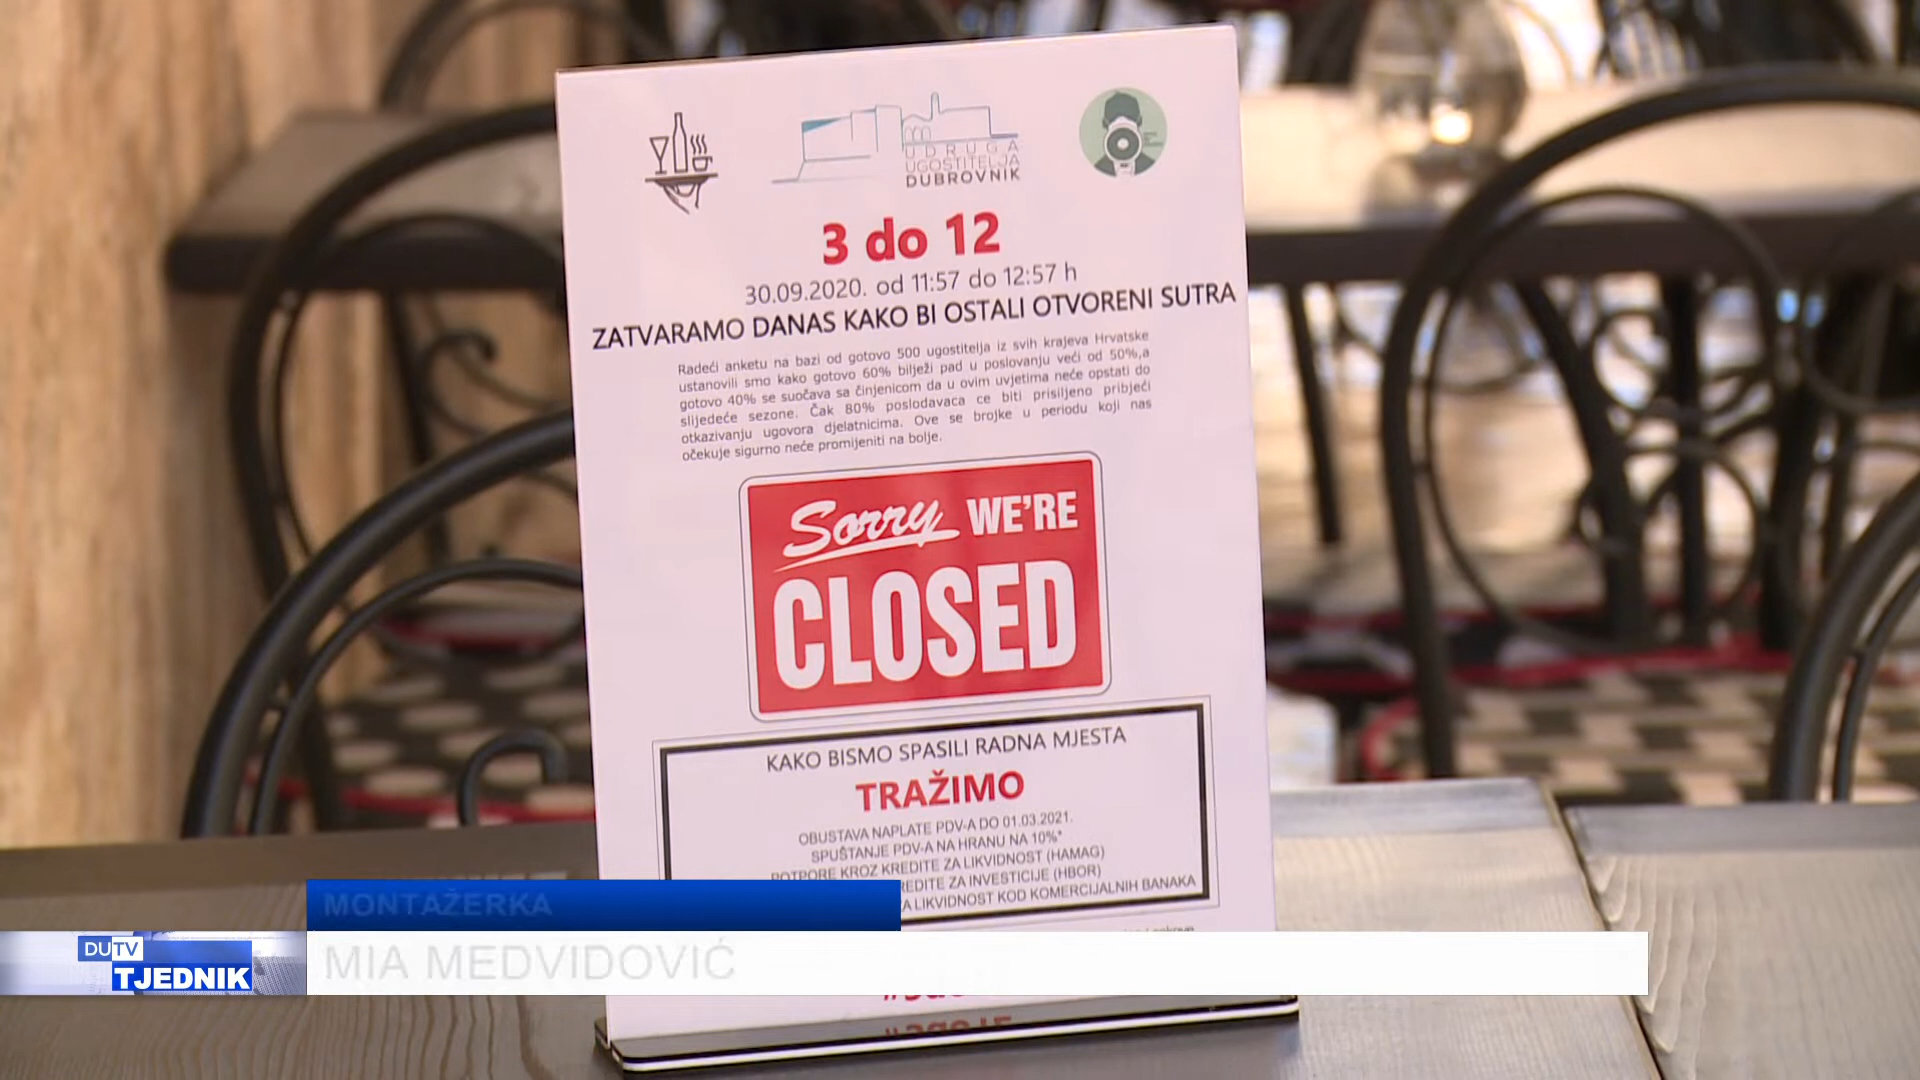 UDRUGA
UGOSTITELJA
DUBROVNIK
3 do 12
30.09.2020. od 11:57 do 12:57 h
ZATVARAMO DANAS KAKO BI OSTALI OTVORENI SUTRA
Radeći anketu na bazi od gotovo 500 ugostitelja iz svih krajeva Hrvatske
ustanovili smo kako gotovo 60% bilježi pad u poslovanju veći od 50%,a
gotovo 40% se suočava sa činjenicom da u ovim uvjetima neće opstati do
slijedeće sezone. Čak 80% poslodavaca ce biti prisiljeno pribjeći
otkazivanju ugovora djelatnicima. Ove se brojke u periodu koji nas
očekuje sigurno neće promijeniti na bolje.
Sorry WE'RE
CLOSED
KAKO BISMO SPASILI RADNA MJESTA
TRAŽIMO
OBUSTAVA NAPLATE PDV-A DO 01.03.2021.
SPUŠTANJE PDV-A NA HRANU NA 10%*
POTPORE KROZ KREDITE ZA LIKVIDNOST (HAMAG)
REDITE ZA INVESTICIJE (HBOR)
A LIKVIDNOST KOD KOMERCIJALNIH BANAKA
MONTAŽERKA
MIA MEDVIDOVIĆ
DUTV
TJEDNIK